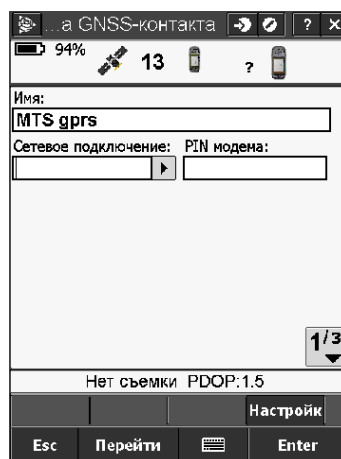 ...а GNSS-контакта ? ×
94% 13 ?
Имя:
MTS gprs
Сетевое подключение: PIN модема:
1/3
Нет съемки PDOP:1.5
Настройк
Esc Перейти Enter